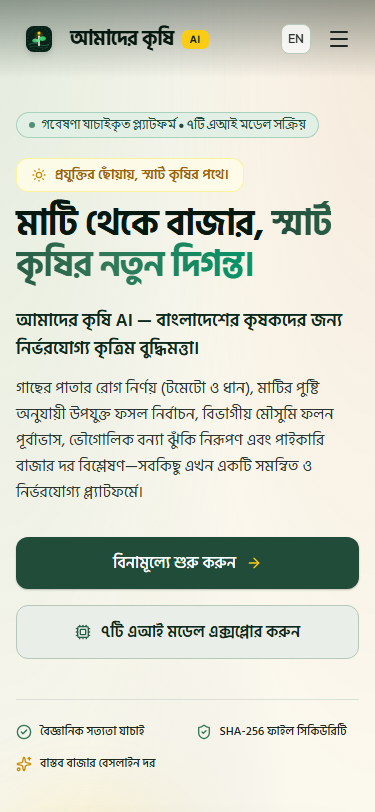 আমাদের কৃষি AI EN
গবেষণা যাচাইকৃত প্ল্যাটফর্ম • ৭টি এআই মডেল সক্রিয়
প্রযুক্তির ছোঁয়ায়, স্মার্ট কৃষির পথে।
মাটি থেকে বাজার, স্মার্ট
কৃষির নতুন দিগন্ত।
আমাদের কৃষি AI — বাংলাদেশের কৃষকদের জন্য
নির্ভরযোগ্য কৃত্রিম বুদ্ধিমত্তা।
গাছের পাতার রোগ নির্ণয় (টমেটো ও ধান), মাটির পুষ্টি
অনুযায়ী উপযুক্ত ফসল নির্বাচন, বিভাগীয় মৌসুমি ফলন
পূর্বাভাস, ভৌগোলিক বন্যা ঝুঁকি নিরূপণ এবং পাইকারি
বাজার দর বিশ্লেষণ—সবকিছু এখন একটি সমন্বিত ও
নির্ভরযোগ্য প্ল্যাটফর্মে।
বিনামূল্যে শুরু করুন →
৭টি এআই মডেল এক্সপ্লোর করুন
বৈজ্ঞানিক সত্যতা যাচাই SHA-256 ফাইল সিকিউরিটি
বাস্তব বাজার বেসলাইন দর